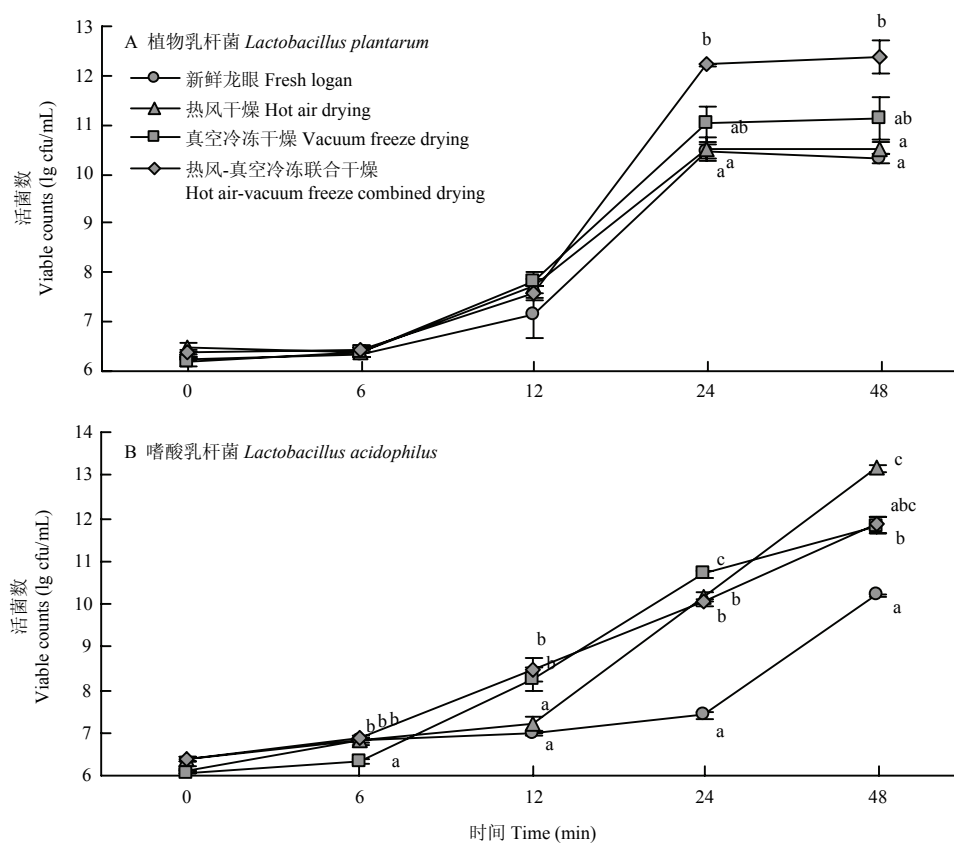 13
A 植物乳杆菌 Lactobacillus plantarum
b
b
12
新鲜龙眼 Fresh logan
热风干燥 Hot air drying
11
真空冷冻干燥 Vacuum freeze drying
ab
ab
热风-真空冷冻联合干燥
Hot air-vacuum freeze combined drying
a
a
a
a
10
9
8
7
6
活菌数
Viable counts (lg cfu/mL)
0 6 12 24 48
14
B 嗜酸乳杆菌 Lactobacillus acidophilus
13
c
12
abc
b
11
c
10
b
b
a
9
b
b
8
a
7
b b b
a
a
a
6
活菌数
Viable counts (lg cfu/mL)
0 6 12 24 48
时间 Time (min)